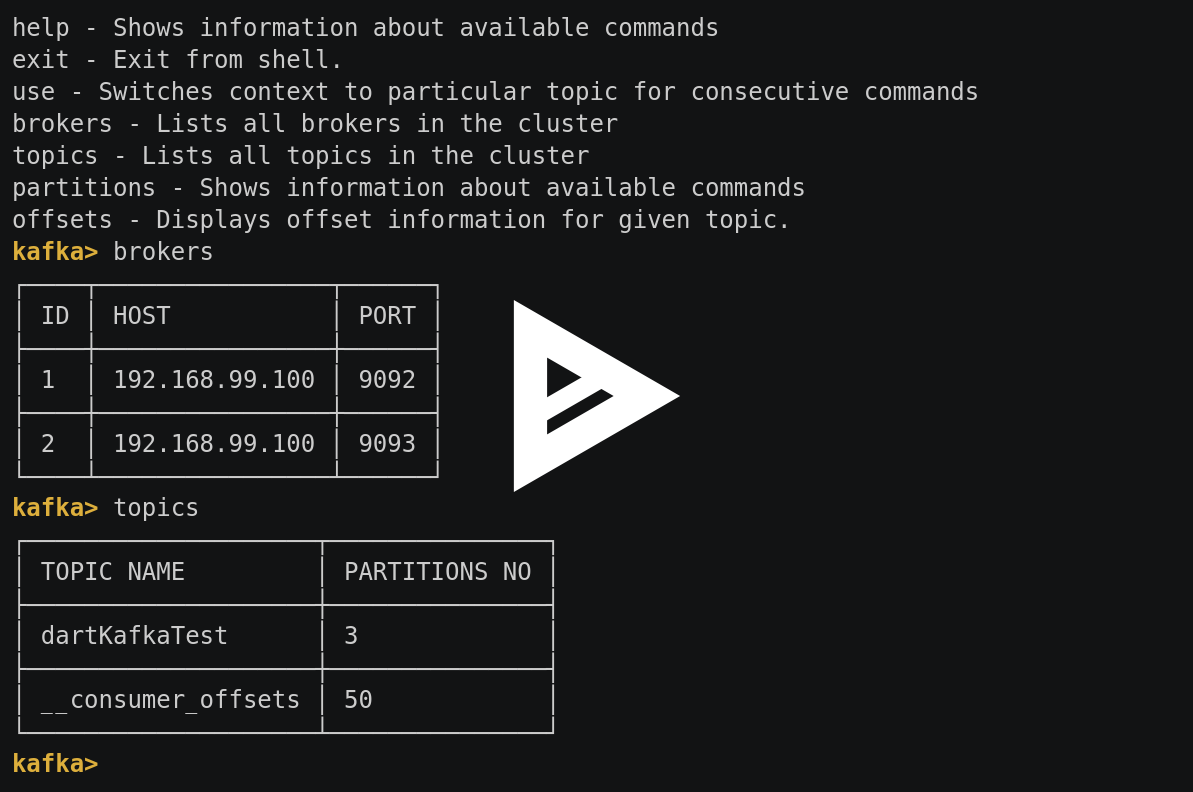 help - Shows information about available commands
exit - Exit from shell.
use - Switches context to particular topic for consecutive commands
brokers - Lists all brokers in the cluster
topics - Lists all topics in the cluster
partitions - Shows information about available commands
offsets - Displays offset information for given topic.
kafka> brokers
ID HOST PORT
1 192.168.99.100 9092
2 192.168.99.100 9093
kafka> topics
TOPIC NAME PARTITIONS NO
dartKafkaTest 3
__consumer_offsets 50
kafka>